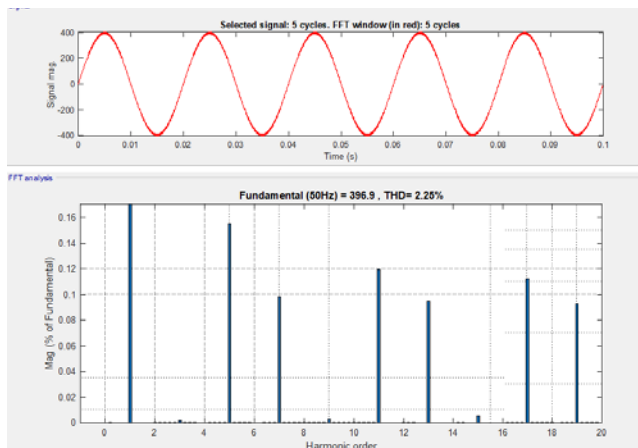 Selected signal: 5 cycles. FFT window (in red): 5 cycles
400
200
0
-200
-400
Signal mag.
0 0.01 0.02 0.03 0.04 0.05 0.06 0.07 0.08 0.09 0.1
Time (s)
FFT analysis
Fundamental (50Hz) = 396.9 , THD= 2.25%
0.16
0.14
0.12
0.1
0.08
0.06
0.04
0.02
0
Mag (% of Fundamental)
0 2 4 6 8 10 12 14 16 18 20
Harmonic order